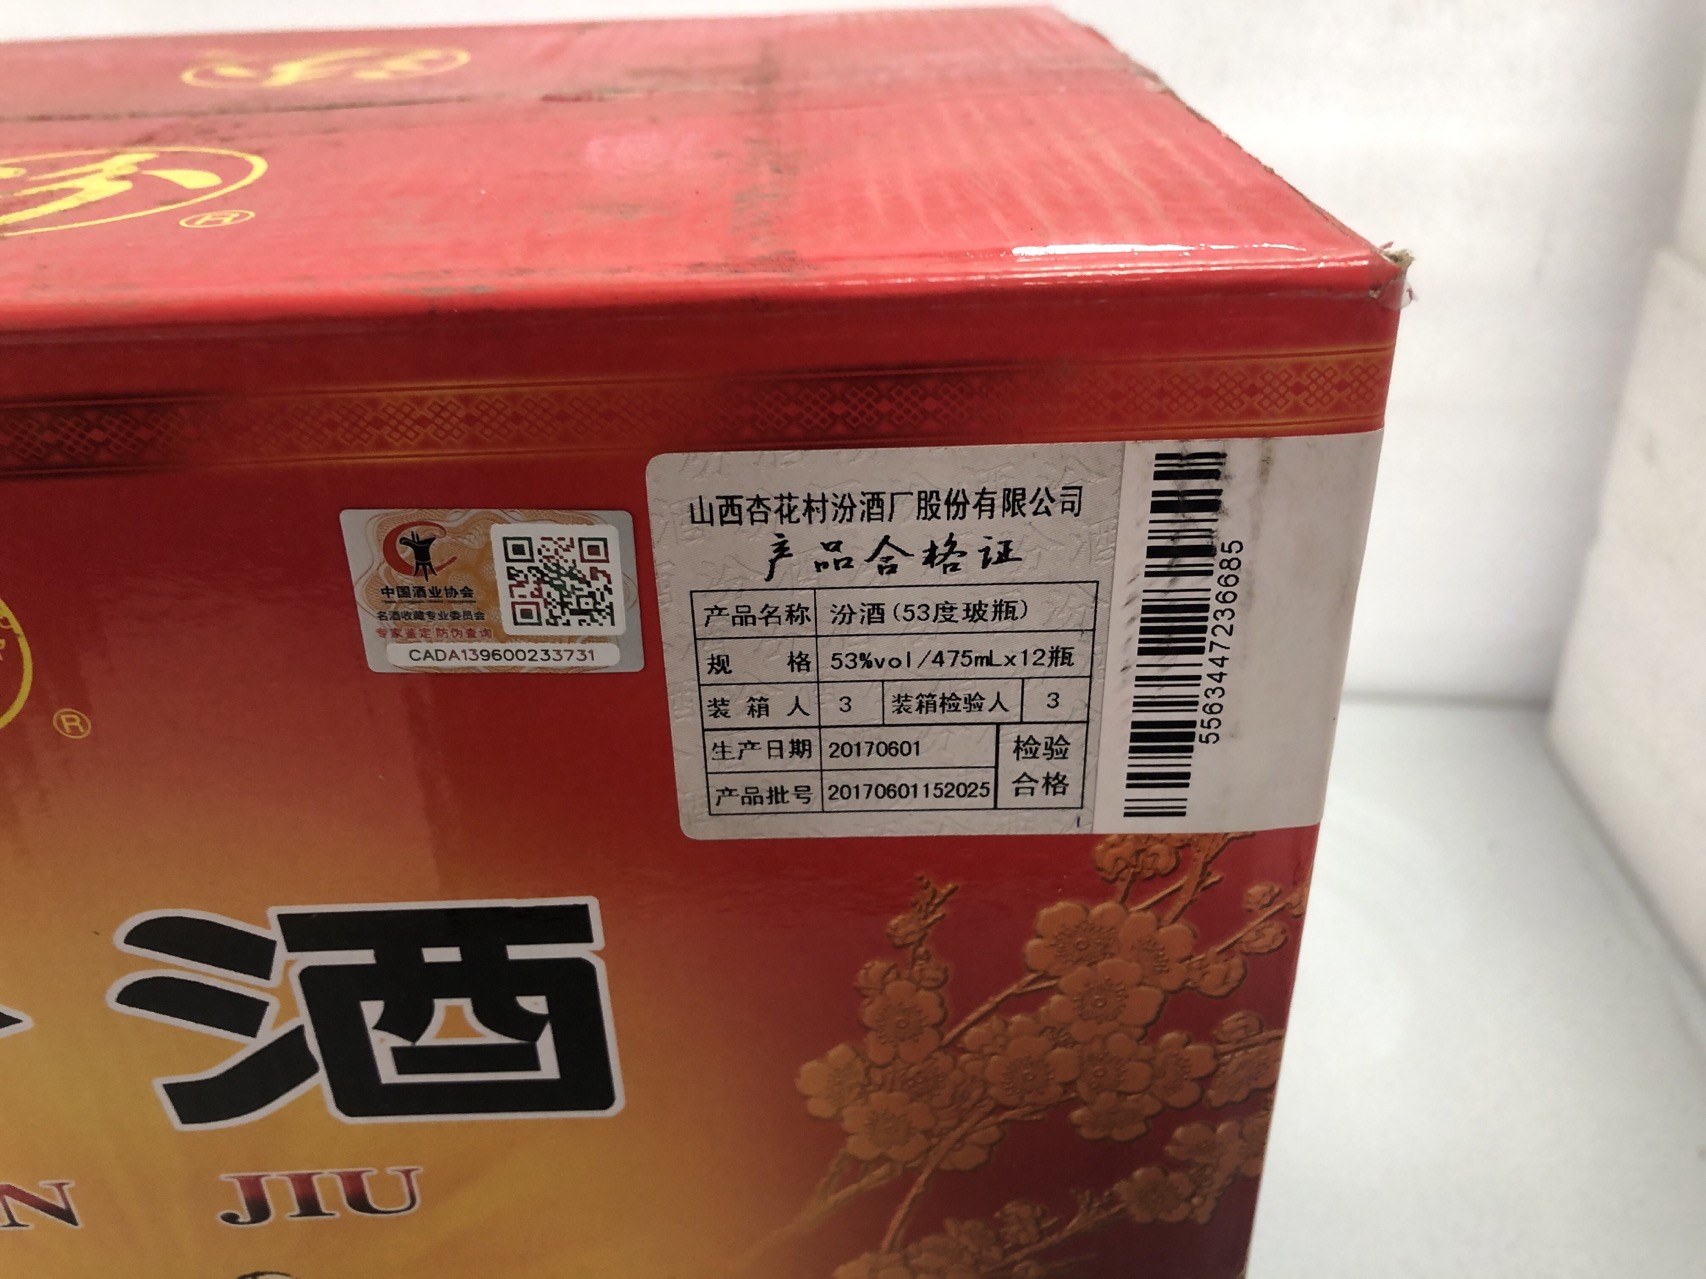 汾
®
®
中国酒业协会
名酒收藏专业委员会
专家鉴定 防伪查询
CADA139600233731
山西杏花村汾酒厂股份有限公司
产品合格证
产品名称 汾酒(53度玻瓶)
规 格 53%vol/475mLx12瓶
装箱人 3 装箱检验人 3
生产日期 20170601
产品批号 20170601152025
检验
合格
5563447236685
酒
N JIU